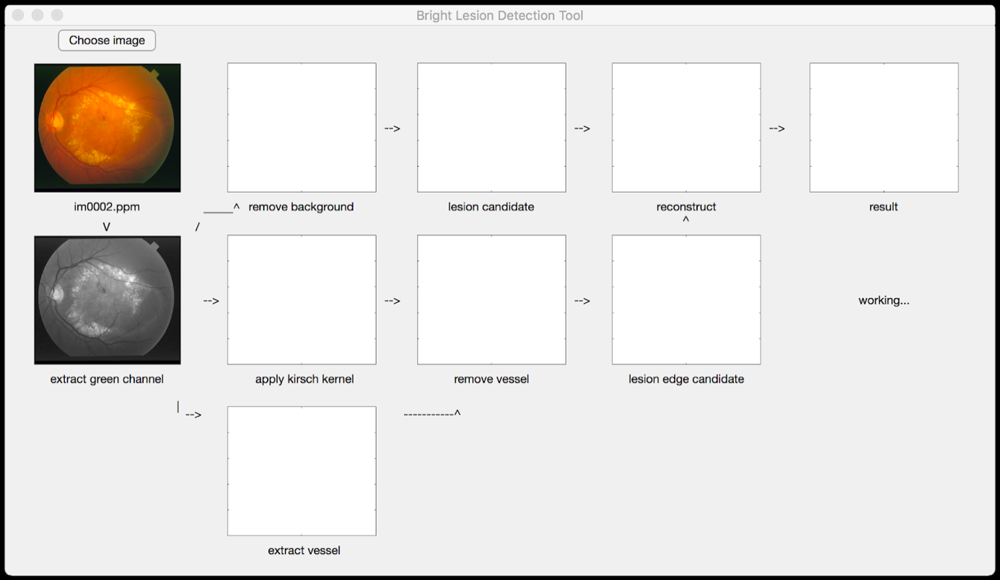 Bright Lesion Detection Tool
Choose image
--> --> -->
im0002.ppm _____^ remove background lesion candidate reconstruct result
V / ^
--> --> --> working...
extract green channel apply kirsch kernel remove vessel lesion edge candidate
| --> -----------^
extract vessel